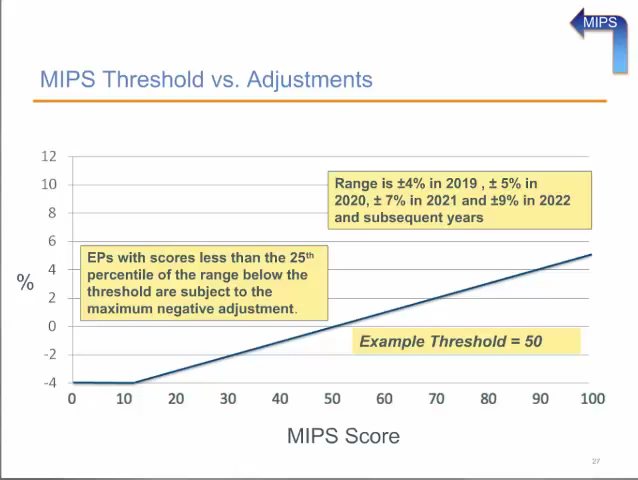 MIPS
MIPS Threshold vs. Adjustments
12
10
8
6
4
2
0
-2
-4
%
Range is ±4% in 2019 , ± 5% in
2020, ± 7% in 2021 and ±9% in 2022
and subsequent years
EPs with scores less than the 25th
percentile of the range below the
threshold are subject to the
maximum negative adjustment.
Example Threshold = 50
0 10 20 30 40 50 60 70 80 90 100
MIPS Score
27